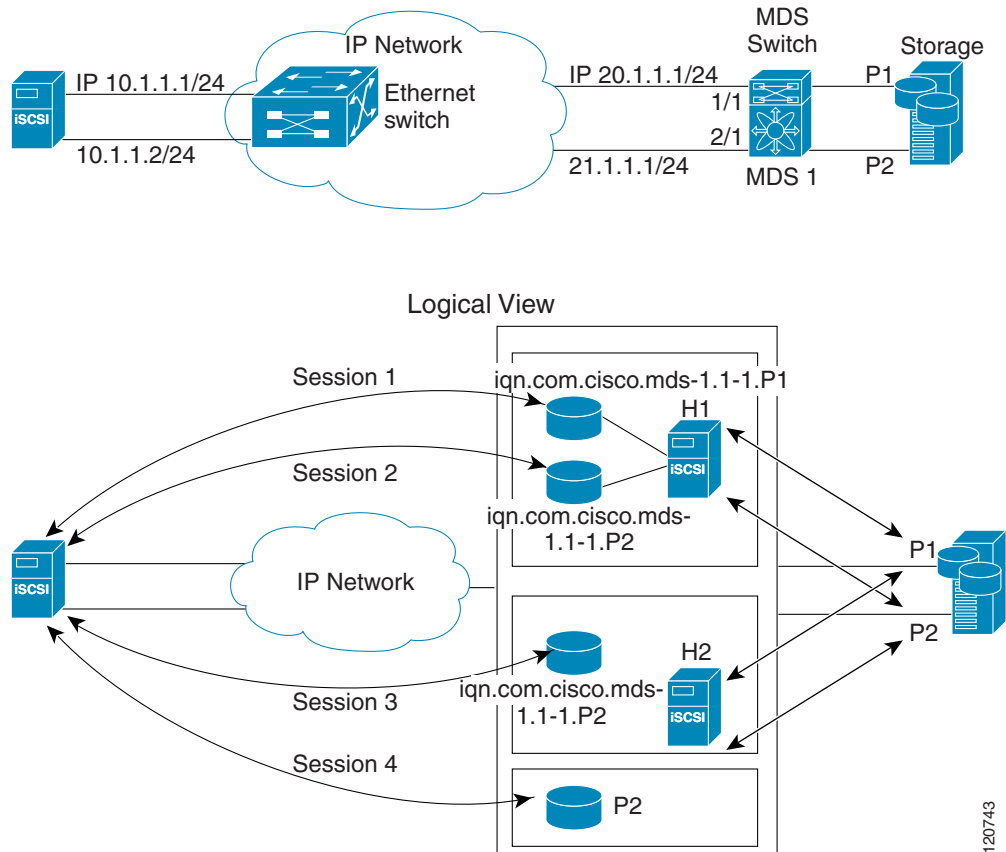 MDS
Switch
Storage
IP Network
IP 10.1.1.1/24
IP 20.1.1.1/24
P1
iSCSI
Ethernet
switch
1/1
2/1
10.1.1.2/24
21.1.1.1/24
MDS 1
P2
Logical View
Session 1
iqn.com.cisco.mds-1.1-1.P1
H1
iSCSI
Session 2
iqn.com.cisco.mds-
1.1-1.P2
P1
iSCSI
IP Network
P2
H2
Session 3
iqn.com.cisco.mds-
1.1-1.P2
iSCSI
Session 4
P2
120743